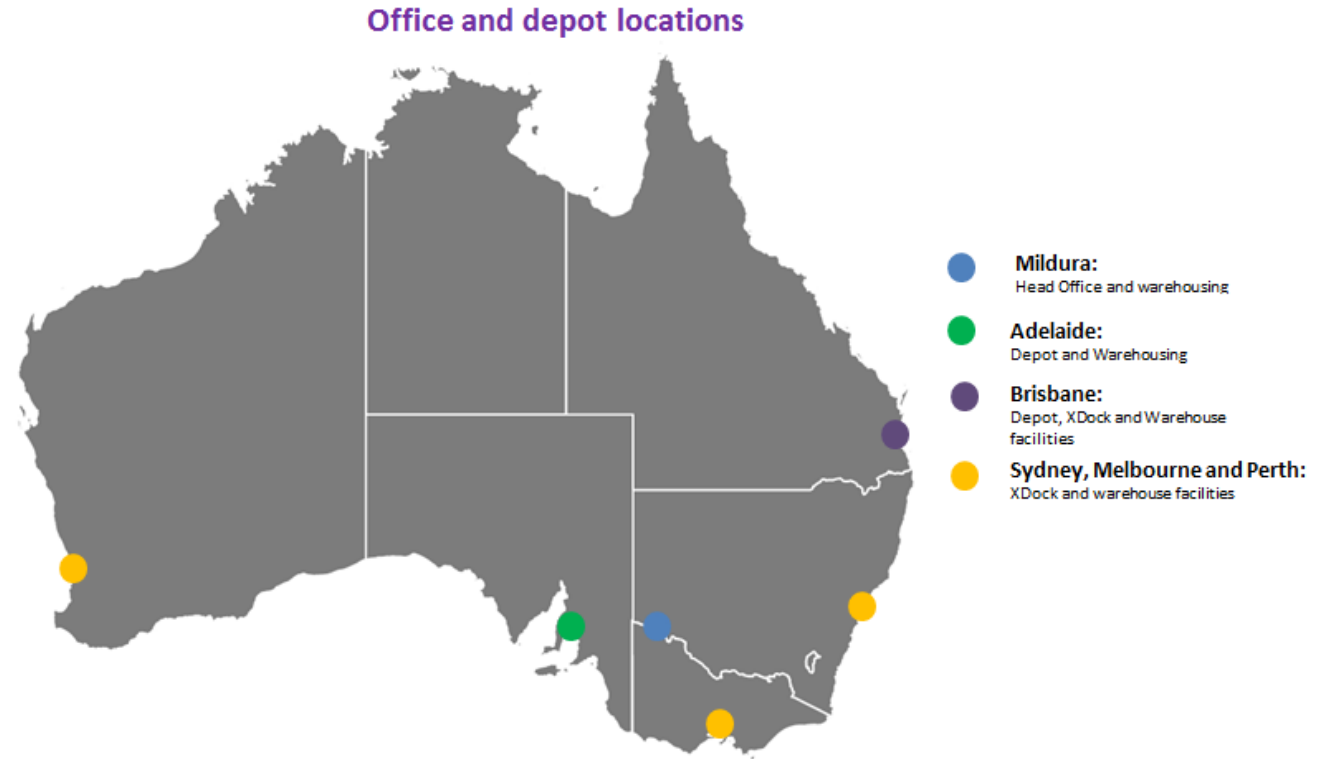 Office and depot locations
Mildura:
Head Office and warehousing
Adelaide:
Depot and Warehousing
Brisbane:
Depot, XDock and Warehouse
facilities
Sydney, Melbourne and Perth:
XDock and warehouse facilities